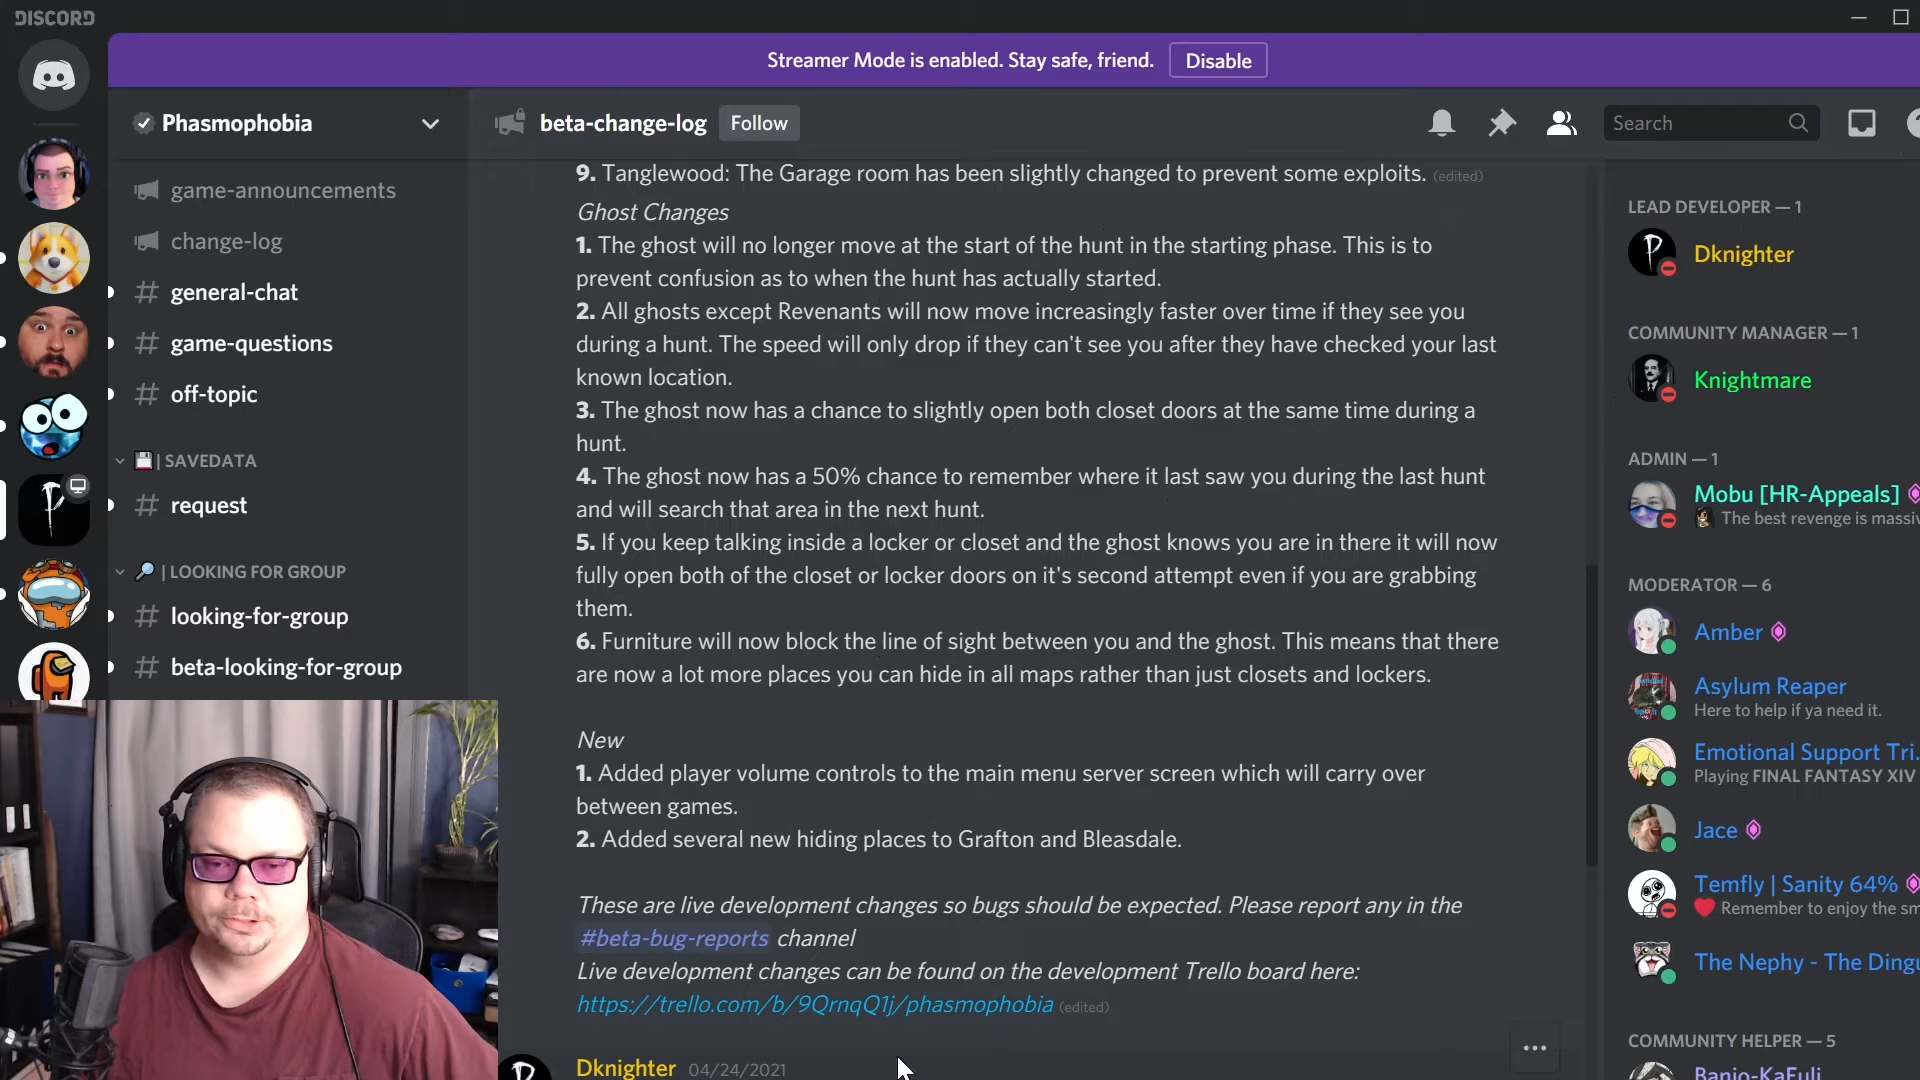 DISCORD
Streamer Mode is enabled. Stay safe, friend.
Disable
Phasmophobia
beta-change-log
Follow
Search
game-announcements
change-log
general-chat
game-questions
off-topic
| SAVEDATA
request
| LOOKING FOR GROUP
looking-for-group
beta-looking-for-group
9. Tanglewood: The Garage room has been slightly changed to prevent some exploits. (edited)
Ghost Changes
1. The ghost will no longer move at the start of the hunt in the starting phase. This is to
prevent confusion as to when the hunt has actually started.
2. All ghosts except Revenants will now move increasingly faster over time if they see you
during a hunt. The speed will only drop if they can't see you after they have checked your last
known location.
3. The ghost now has a chance to slightly open both closet doors at the same time during a
hunt.
4. The ghost now has a 50% chance to remember where it last saw you during the last hunt
and will search that area in the next hunt.
5. If you keep talking inside a locker or closet and the ghost knows you are in there it will now
fully open both of the closet or locker doors on it's second attempt even if you are grabbing
them.
6. Furniture will now block the line of sight between you and the ghost. This means that there
are now a lot more places you can hide in all maps rather than just closets and lockers.
New
1. Added player volume controls to the main menu server screen which will carry over
between games.
2. Added several new hiding places to Grafton and Bleasdale.
These are live development changes so bugs should be expected. Please report any in the
#beta-bug-reports channel
Live development changes can be found on the development Trello board here:
https://trello.com/b/9QrnqQ1j/phasmophobia (edited)
Dknighter 04/24/2021
LEAD DEVELOPER — 1
Dknighter
COMMUNITY MANAGER — 1
Knightmare
ADMIN — 1
Mobu [HR-Appeals]
The best revenge is massiv
MODERATOR — 6
Amber
Asylum Reaper
Here to help if ya need it.
Emotional Support Tri...
Playing FINAL FANTASY XIV
Jace
Temfly | Sanity 64%
Remember to enjoy the sm
The Nephy - The Dingu
COMMUNITY HELPER — 5
Banjo-KaFuli